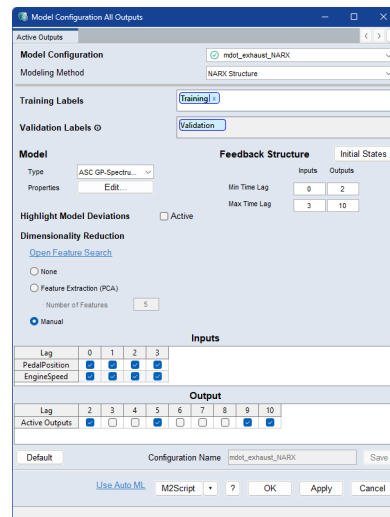 Model Configuration All Outputs
Active Outputs
Model Configuration mdot_exhaust_NARX
Modeling Method NARX Structure
Training Labels Training x
Validation Labels Validation
Model Feedback Structure Initial States
Inputs Outputs
Type ASC GP-Spectru...
Min Time Lag 0 2
Properties Edit...
Max Time Lag 3 10
Highlight Model Deviations Active
Dimensionality Reduction
Open Feature Search
None
Feature Extraction (PCA)
Number of Features 5
Manual
Inputs
Lag 0 1 2 3
PedalPosition
EngineSpeed
Output
Lag 2 3 4 5 6 7 8 9 10
Active Outputs
Default Configuration Name mdot_exhaust_NARX Save
Use Auto ML M2Script ? OK Apply Cancel